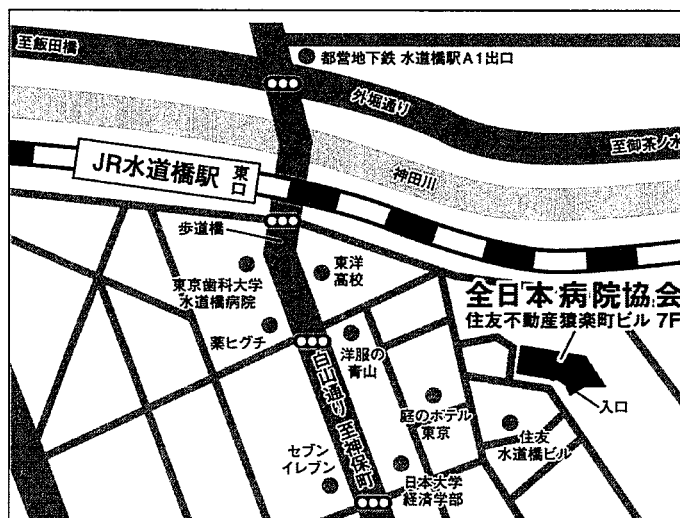 至飯田橋
都営地下鉄 水道橋駅A1出口
外堀通り
至御茶ノ水
神田川
JR水道橋駅 東口
歩道橋
東京歯科大学
水道橋病院
東洋
高校
全日本病院協会
住友不動産猿楽町ビル 7F
薬ヒグチ
洋服の
青山
入口
白山通り 至神保町
庭のホテル
東京
住友
水道橋ビル
セブン
イレブン
日本大学
経済学部